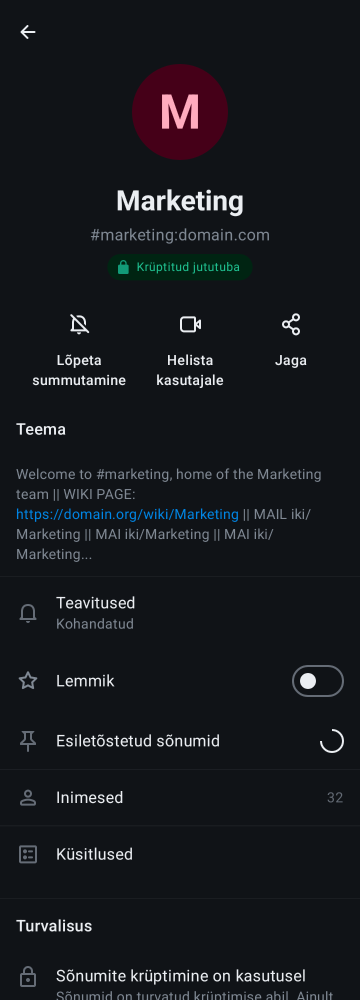 M
Marketing
#marketing:domain.com
Krüptitud jututuba
Lõpeta
summutamine
Helista
kasutajale
Jaga
Teema
Welcome to #marketing, home of the Marketing
team || WIKI PAGE:
https://domain.org/wiki/Marketing || MAIL iki/
Marketing || MAI iki/Marketing || MAI iki/
Marketing...
Teavitused
Kohandatud
Lemmik
Esiletõstetud sõnumid
Inimesed 32
Küsitlused
Turvalisus
Sõnumite krüptimine on kasutusel
Sõnumid on turvatud krüptimise abil. Ainult